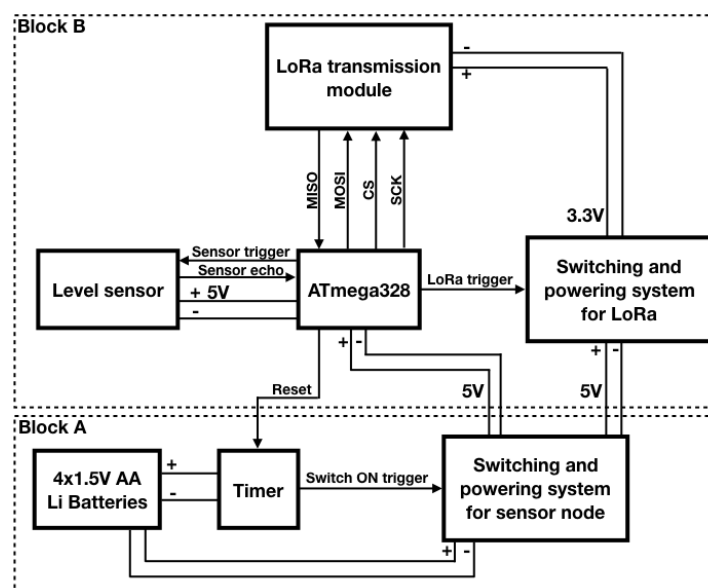 Block B
LoRa transmission
module
-
+
MISO
MOSI
CS
SCK
3.3V
Level sensor
Sensor trigger
Sensor echo
+ 5V
-
ATmega328
LoRa trigger
Switching and
powering system
for LoRa
+ -
+ -
5V
5V
Reset
Block A
4x1.5V AA
Li Batteries
+
-
Timer
Switch ON trigger
Switching and
powering system
for sensor node
+ -